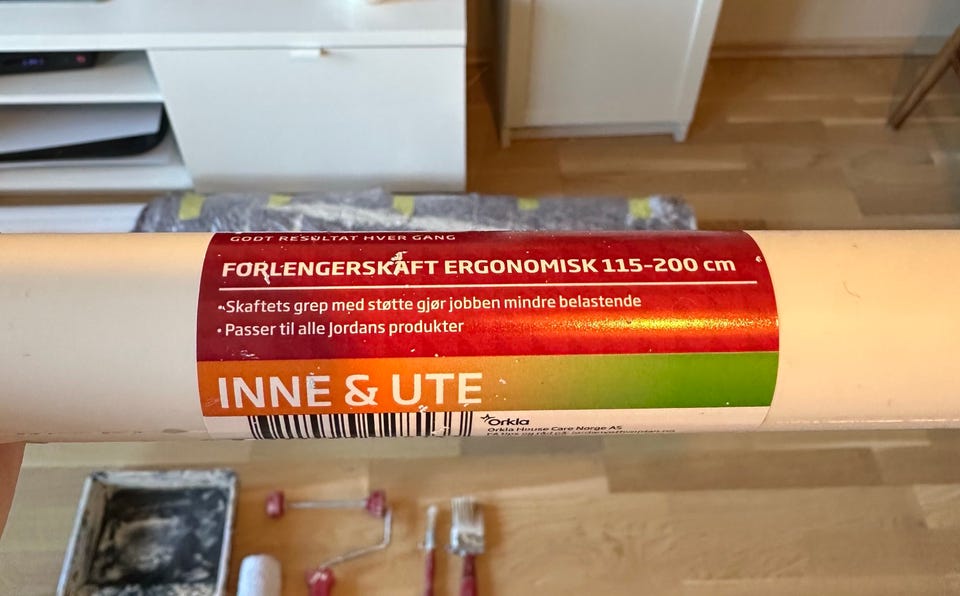 GODT RESULTAT HVER GANG
FORLENGERSKAFT ERGONOMISK 115-200 cm
• Skaftets grep med støtte gjør jobben mindre belastende
• Passer til alle Jordans produkter
INNE & UTE
Orkla
Orkla House Care Norge AS